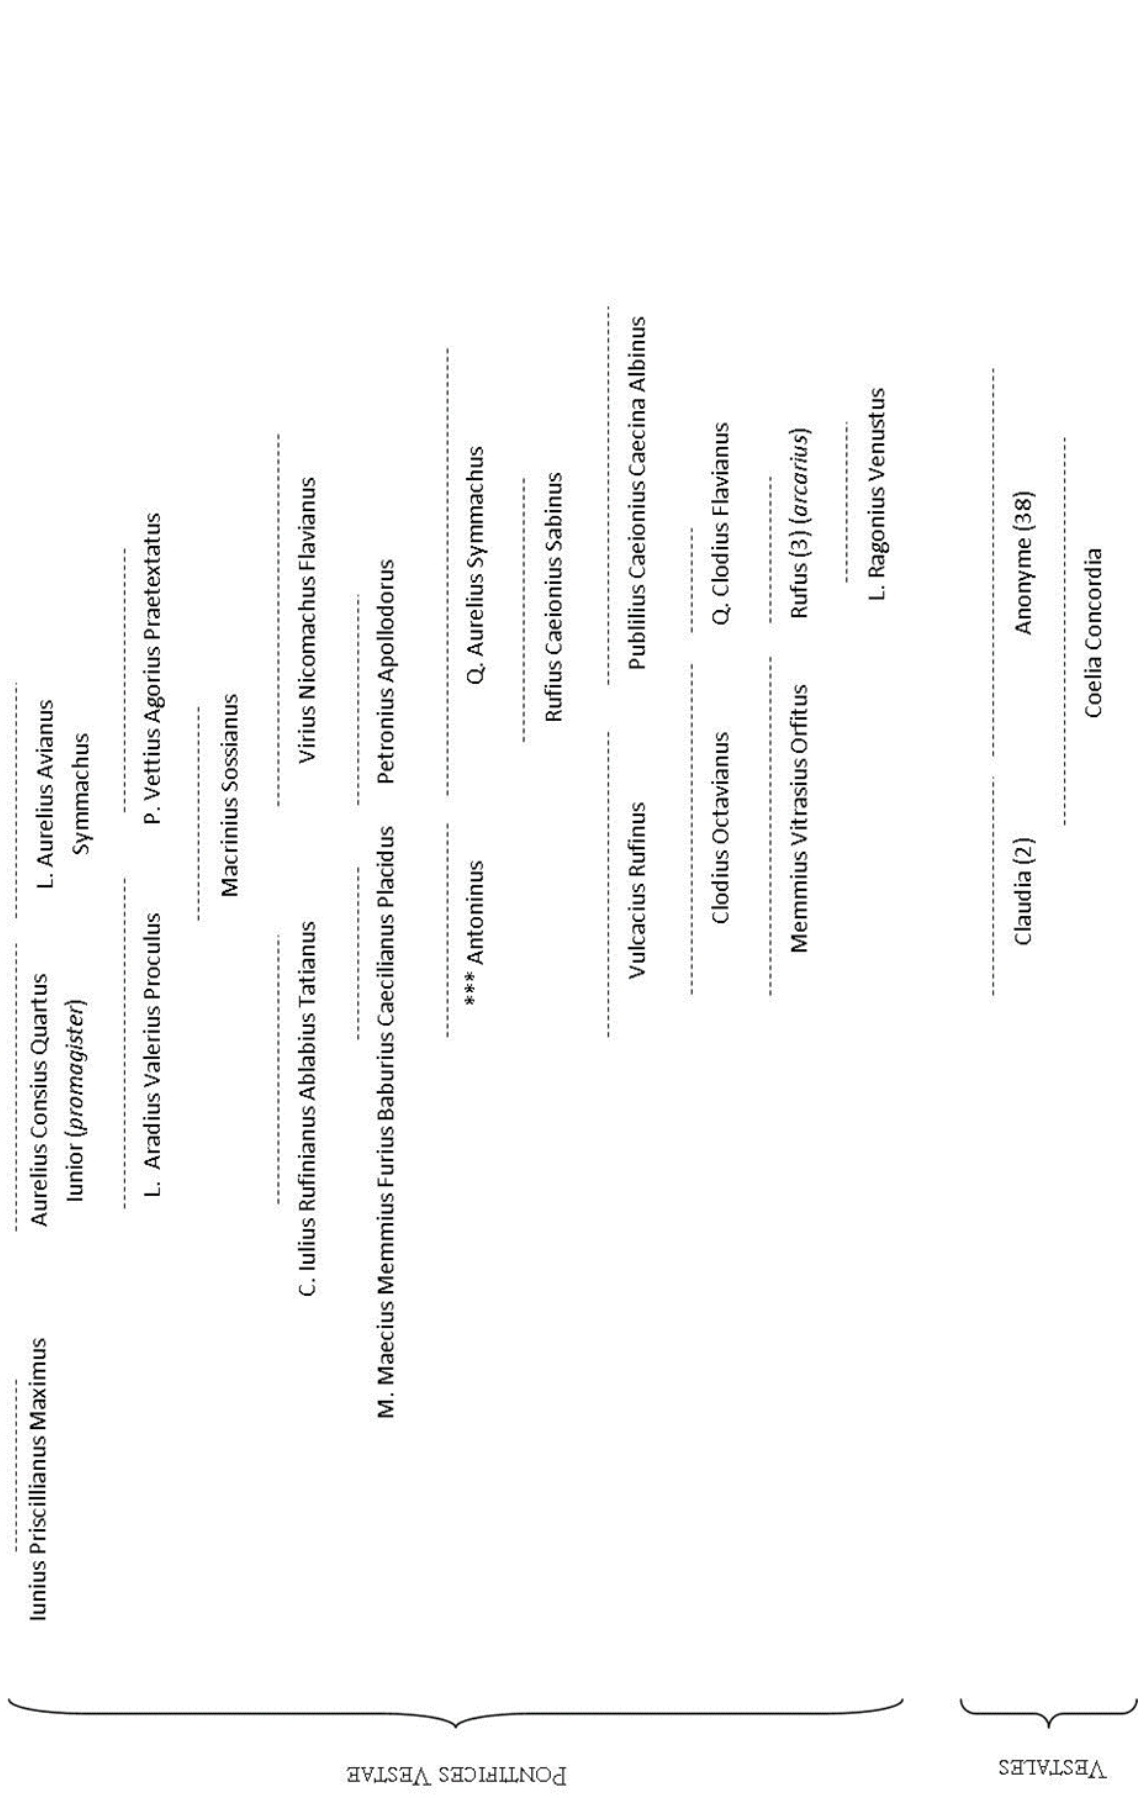 PONTIFICES VESTAE
Iunius Priscillianus Maximus
Aurelius Consius Quartus
Iunior (promagister)
L. Aurelius Avianus
Symmachus
L. Aradius Valerius Proculus
P. Vettius Agorius Praetextatus
Macrinius Sossianus
C. Iulius Rufinianus Ablabius Tatianus
Virius Nicomachus Flavianus
M. Maecius Memmius Furius Baburius Caecilianus Placidus
Petronius Apollodorus
*** Antoninus
Q. Aurelius Symmachus
Rufius Caeionius Sabinus
Vulcacius Rufinus
Publilius Caeionius Caecina Albinus
Clodius Octavianus
Q. Clodius Flavianus
Memmius Vitrasius Orfitus
Rufus (3) (arcarius)
L. Ragonius Venustus
VESTALES
Claudia (2)
Anonyme (38)
Coelia Concordia